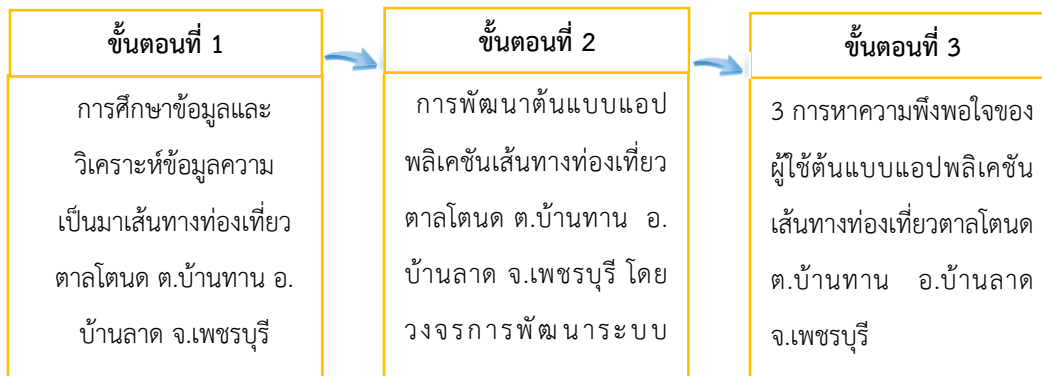 ขั้นตอนที่ 1
การศึกษาข้อมูลและ
วิเคราะห์ข้อมูลความ
เป็นมาเส้นทางท่องเที่ยว
ตาลโตนด ต.บ้านทาน อ.
บ้านลาด จ.เพชรบุรี
ขั้นตอนที่ 2
การพัฒนาต้นแบบแอป
พลิเคชันเส้นทางท่องเที่ยว
ตาลโตนด ต.บ้านทาน อ.
บ้านลาด จ.เพชรบุรี โดย
วงจรการพัฒนาระบบ
ขั้นตอนที่ 3
3 การหาความพึงพอใจของ
ผู้ใช้ต้นแบบแอปพลิเคชัน
เส้นทางท่องเที่ยวตาลโตนด
ต.บ้านทาน อ.บ้านลาด
จ.เพชรบุรี